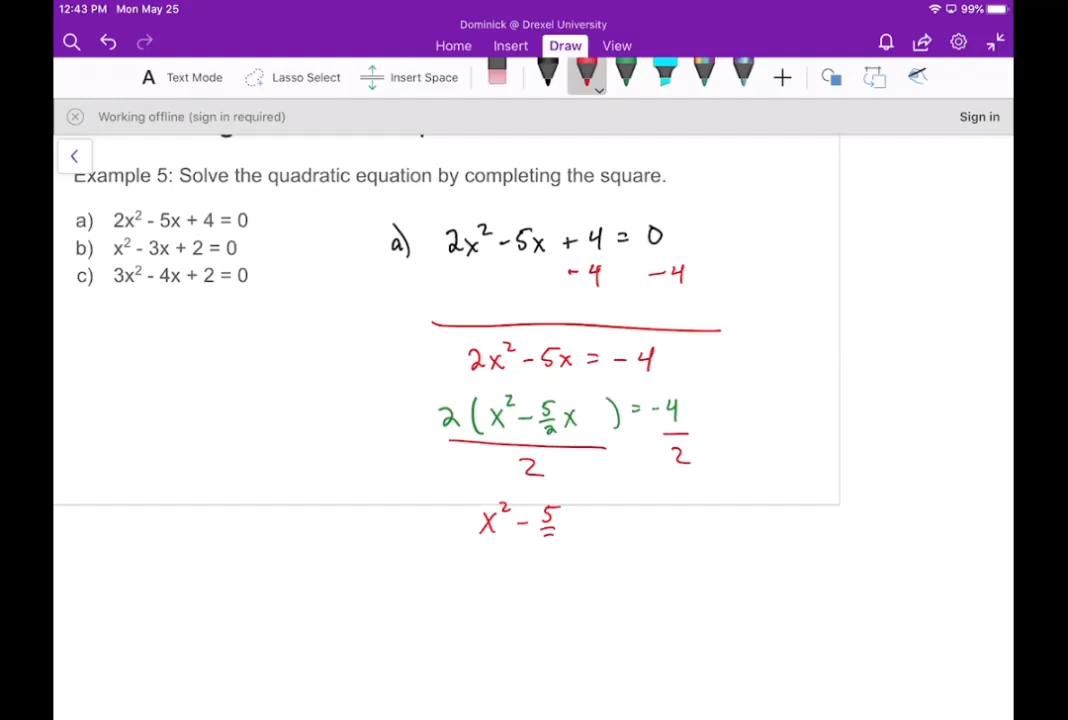 12:43 PM Mon May 25
99%
Dominick @ Drexel University
Home Insert Draw View
A Text Mode Lasso Select Insert Space
Working offline (sign in required) Sign in
Example 5: Solve the quadratic equation by completing the square.
a) 2x² - 5x + 4 = 0
b) x² - 3x + 2 = 0
c) 3x² - 4x + 2 = 0
a) 2x² - 5x + 4 = 0
- 4 - 4
2x² - 5x = - 4
2 ( x² - 5/2 x ) = - 4
2 2
x² - 5